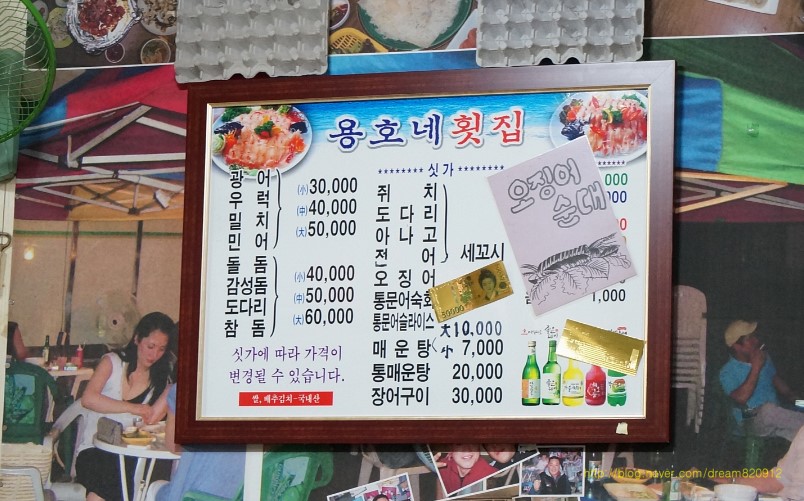 용호네횟집
광 어
우 럭
밀 치
민 어
(小) 30,000
(中) 40,000
(大) 50,000
돌 돔
감성돔
도다리
참 돔
(小) 40,000
(中) 50,000
(大) 60,000
싯가에 따라 가격이
변경될 수 있습니다.
쌀, 배추김치-국내산
******** 싯가 ********
쥐 치
도 다 리
아 나 고
전 어
세꼬시
오 징 어
통문어숙회
통문어슬라이스
매 운 탕
大 10,000
小 7,000
통매운탕 20,000
장어구이 30,000
오징어
순대
000
000
1,000
50000
http://blog.naver.com/dream820912